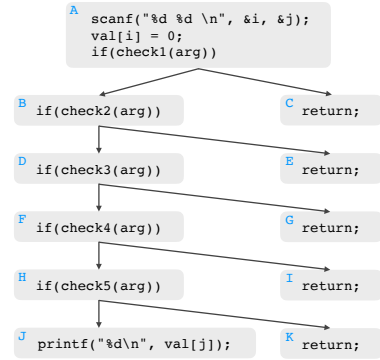 A
scanf("%d %d \n", &i, &j);
val[i] = 0;
if(check1(arg))
B if(check2(arg))
C return;
D if(check3(arg))
E return;
F if(check4(arg))
G return;
H if(check5(arg))
I return;
J printf("%d\n", val[j]);
K return;